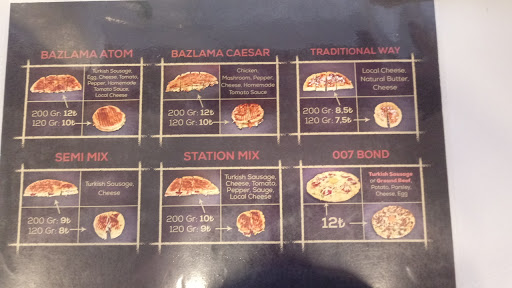 BAZLAMA ATOM
Turkish Sausage,
Egg, Cheese, Tomato,
Pepper, Homemade
Tomato Sauce,
Local Cheese
200 Gr: 12₺
120 Gr: 10₺
BAZLAMA CAESAR
Chicken,
Mashroom, Pepper,
Cheese, Homemade
Tomato Sauce
200 Gr: 12₺
120 Gr: 10₺
TRADITIONAL WAY
Local Cheese,
Natural Butter,
Cheese
200 Gr: 8.5₺
120 Gr: 7.5₺
SEMI MIX
Turkish Sausage,
Cheese
200 Gr: 9₺
120 Gr: 8₺
STATION MIX
Turkish Sausage,
Cheese, Tomato,
Pepper, Sauge,
Local Cheese
200 Gr: 10₺
120 Gr: 9₺
007 BOND
Turkish Sausage
or Ground Beef,
Potato, Parsley,
Cheese, Egg
12₺